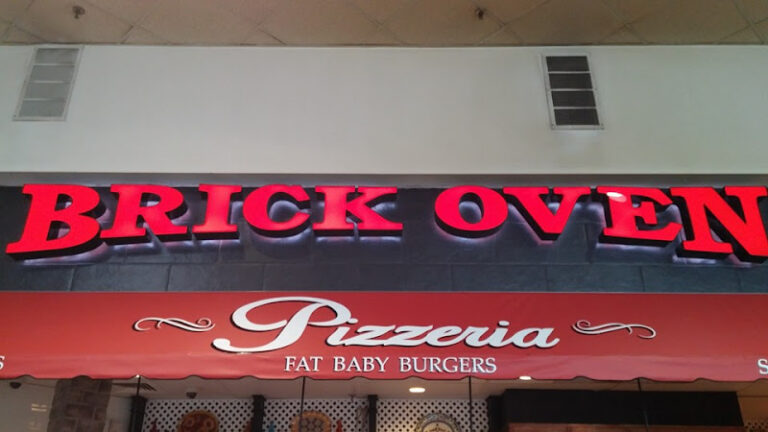 BRICK OVEN
Pizzeria
FAT BABY BURGERS